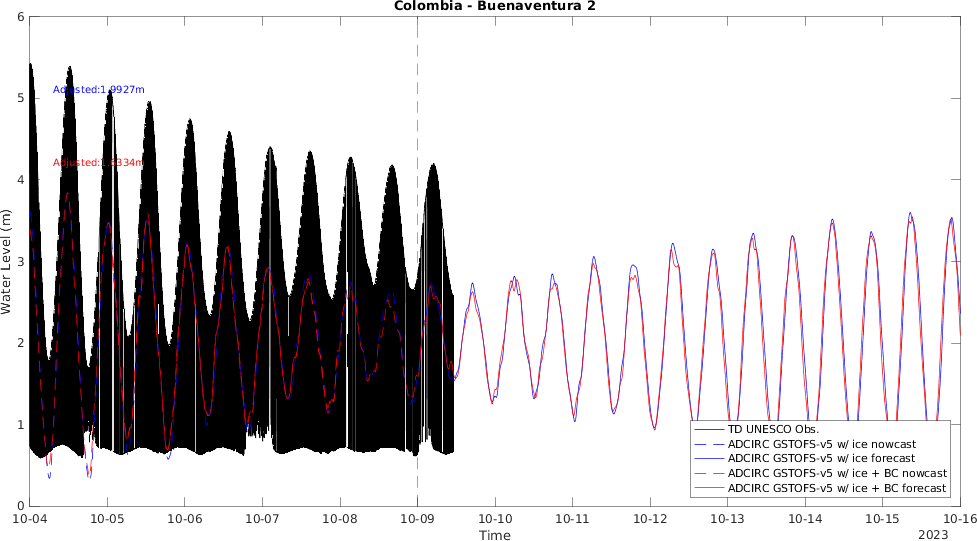 Colombia - Buenaventura 2
6
5
4
3
2
1
0
Water Level (m)
Adjusted:1.9927m
Adjusted:1.8334m
10-04 10-05 10-06 10-07 10-08 10-09 10-10 10-11 10-12 10-13 10-14 10-15 10-16
Time
2023
TD UNESCO Obs.
ADCIRC GSTOFS-v5 w/ ice nowcast
ADCIRC GSTOFS-v5 w/ ice forecast
ADCIRC GSTOFS-v5 w/ ice + BC nowcast
ADCIRC GSTOFS-v5 w/ ice + BC forecast